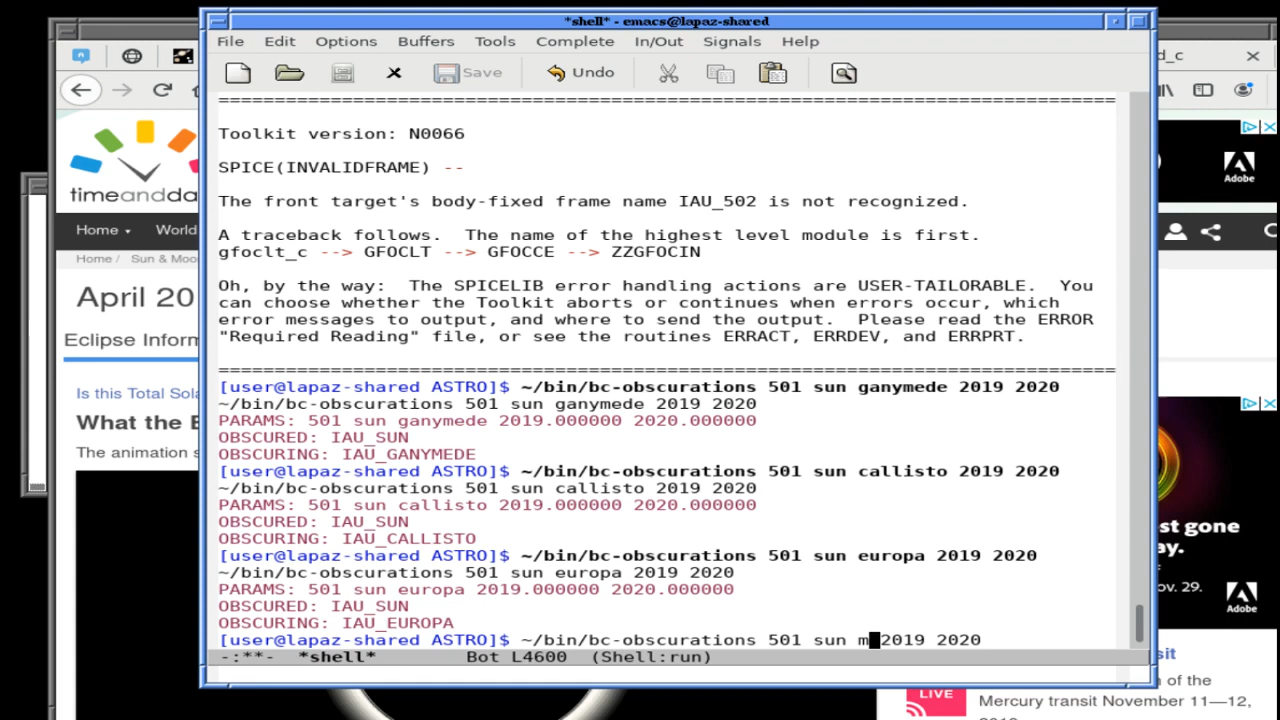 *shell* - emacs@lapaz-shared
File Edit Options Buffers Tools Complete In/Out Signals Help
Save Undo
Toolkit version: N0066
SPICE(INVALIDFRAME) --
The front target's body-fixed frame name IAU_502 is not recognized.
A traceback follows.  The name of the highest level module is first.
gfoclt_c --> GFOCLT --> GFOCCE --> ZZGFOCIN
Oh, by the way:  The SPICELIB error handling actions are USER-TAILORABLE.  You
can choose whether the Toolkit aborts or continues when errors occur, which
error messages to output, and where to send the output.  Please read the ERROR
"Required Reading" file, or see the routines ERRACT, ERRDEV, and ERRPRT.
[user@lapaz-shared ASTRO]$ ~/bin/bc-obscurations 501 sun ganymede 2019 2020
~/bin/bc-obscurations 501 sun ganymede 2019 2020
PARAMS: 501 sun ganymede 2019.000000 2020.000000
OBSCURED: IAU_SUN
OBSCURING: IAU_GANYMEDE
[user@lapaz-shared ASTRO]$ ~/bin/bc-obscurations 501 sun callisto 2019 2020
~/bin/bc-obscurations 501 sun callisto 2019 2020
PARAMS: 501 sun callisto 2019.000000 2020.000000
OBSCURED: IAU_SUN
OBSCURING: IAU_CALLISTO
[user@lapaz-shared ASTRO]$ ~/bin/bc-obscurations 501 sun europa 2019 2020
~/bin/bc-obscurations 501 sun europa 2019 2020
PARAMS: 501 sun europa 2019.000000 2020.000000
OBSCURED: IAU_SUN
OBSCURING: IAU_EUROPA
[user@lapaz-shared ASTRO]$ ~/bin/bc-obscurations 501 sun m 2019 2020
-:**-  *shell*        Bot L4600  (Shell:run)
timeandda
Home World
Home / Sun & Moo
April 20
Eclipse Inforn
Is this Total Sola
What the E
The animation s
d_c
Adobe
st gone
y.
ov. 29.
Adobe
sit
LIVE
n of the
Mercury transit November 11—12,